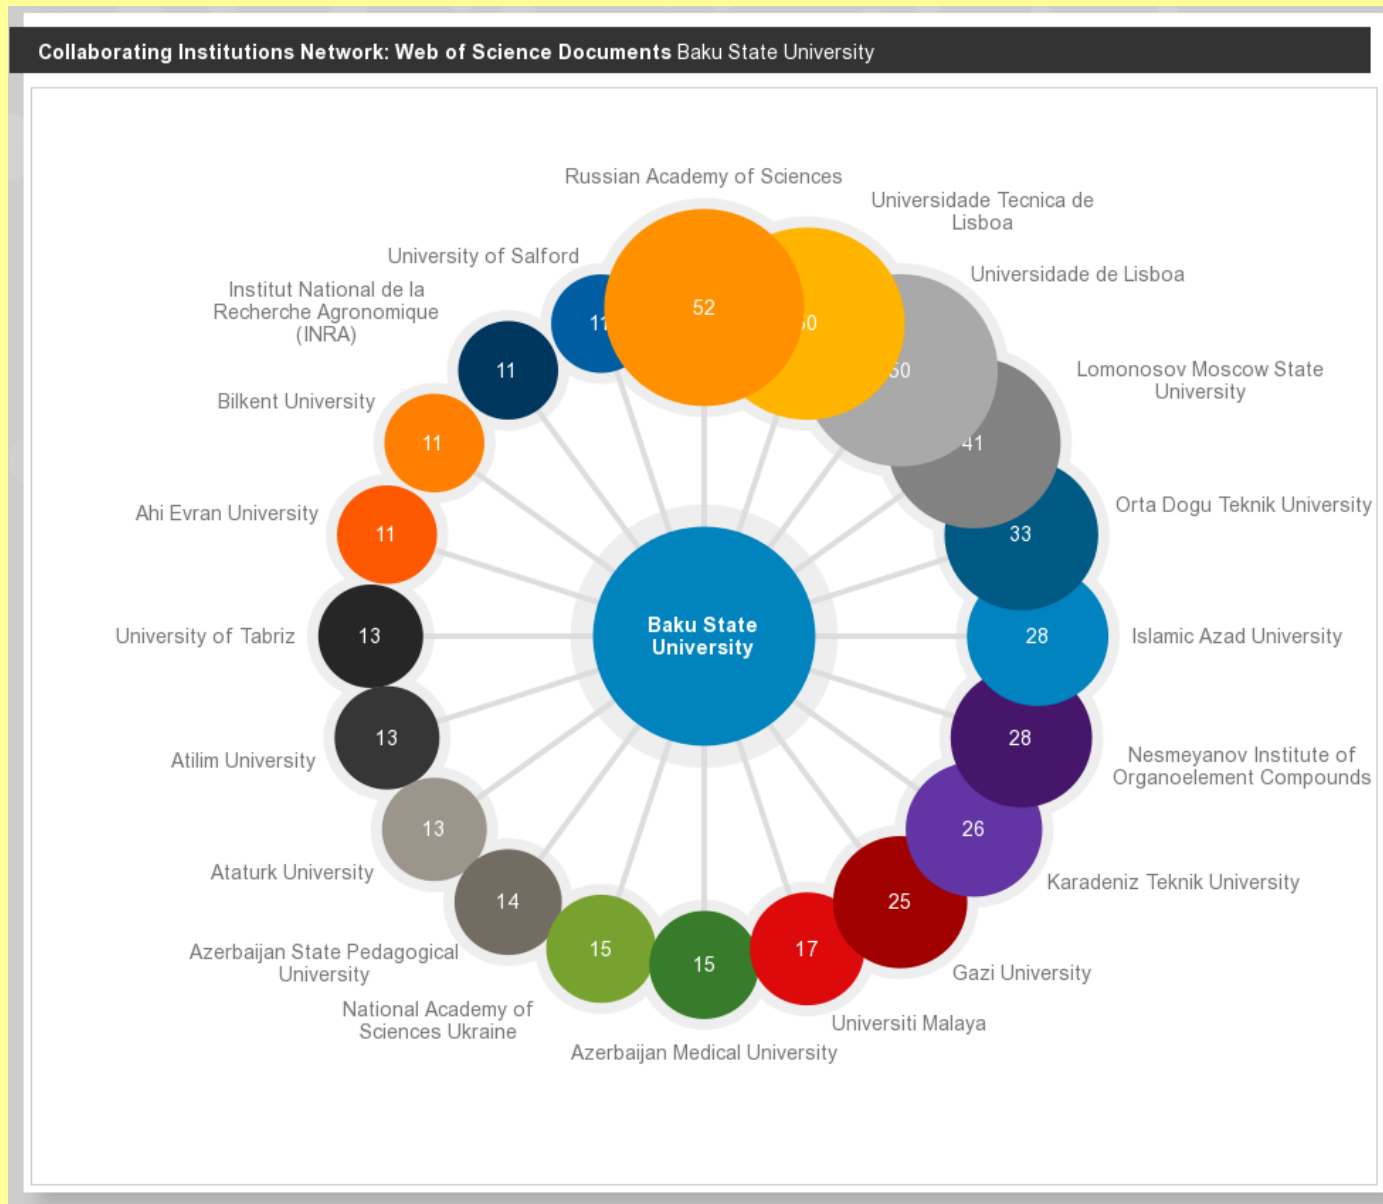 Collaborating Institutions Network: Web of Science Documents Baku State University
Russian Academy of Sciences
52
Universidade Tecnica de
Lisboa
Universidade de Lisboa
Lomonosov Moscow State
University
41
Orta Dogu Teknik University
33
Islamic Azad University
28
Nesmeyanov Institute of
Organoelement Compounds
28
Karadeniz Teknik University
26
Gazi University
25
Universiti Malaya
17
Azerbaijan Medical University
15
National Academy of
Sciences Ukraine
15
Azerbaijan State Pedagogical
University
14
Ataturk University
13
Atilim University
13
University of Tabriz
13
Ahi Evran University
11
Bilkent University
11
Institut National de la
Recherche Agronomique
(INRA)
11
University of Salford
11
Baku State
University